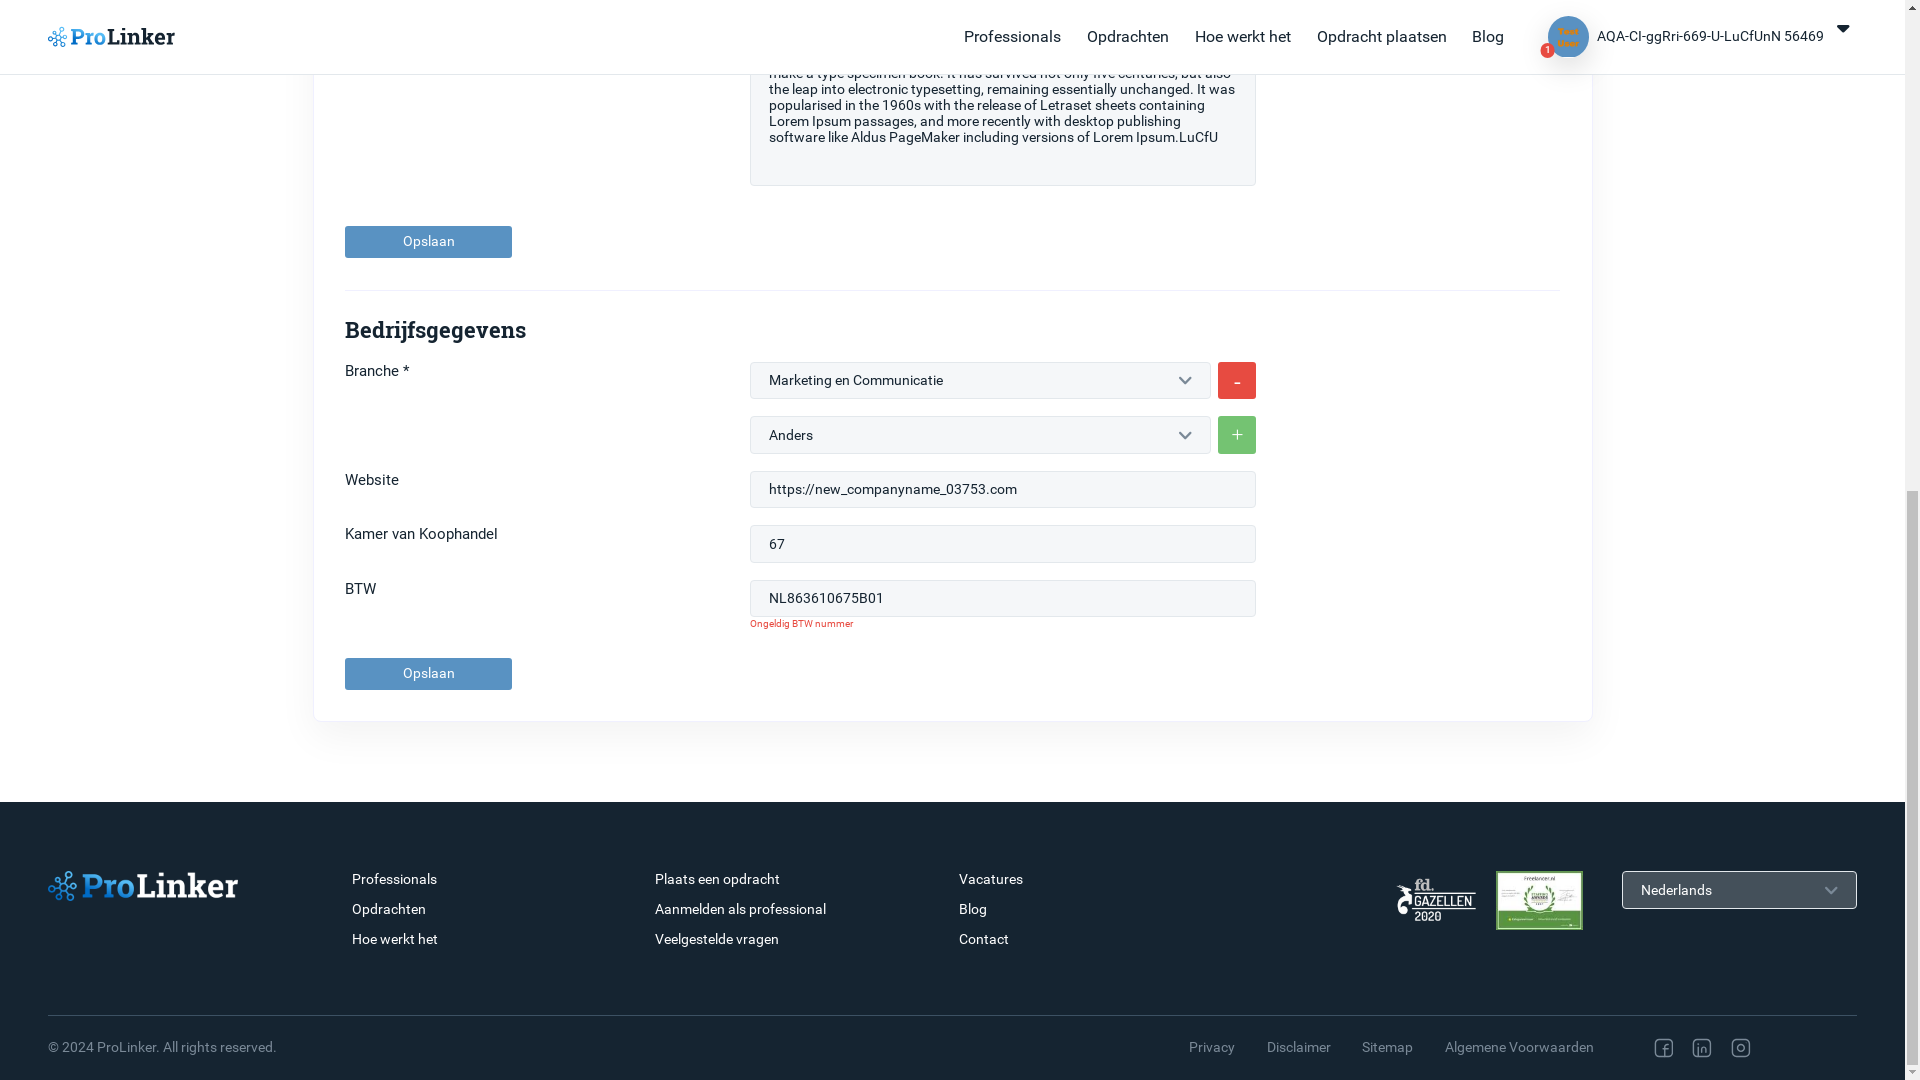 ProLinker
Professionals
Opdrachten
Hoe werkt het
Opdracht plaatsen
Blog
1
AQA-CI-ggRri-669-U-LuCfUnN 56469
make a type specimen book. It has survived not only five centuries, but also
the leap into electronic typesetting, remaining essentially unchanged. It was
popularised in the 1960s with the release of Letraset sheets containing
Lorem Ipsum passages, and more recently with desktop publishing
software like Aldus PageMaker including versions of Lorem Ipsum.LuCfU
Opslaan
Bedrijfsgegevens
Branche *
Marketing en Communicatie
-
Anders
+
Website
https://new_companyname_03753.com
Kamer van Koophandel
67
BTW
NL863610675B01
Ongeldig BTW nummer
Opslaan
ProLinker
Professionals
Opdrachten
Hoe werkt het
Plaats een opdracht
Aanmelden als professional
Veelgestelde vragen
Vacatures
Blog
Contact
fd.
GAZELLEN
2020
Freelancer.nl
Nederlands
© 2024 ProLinker. All rights reserved.
Privacy
Disclaimer
Sitemap
Algemene Voorwaarden